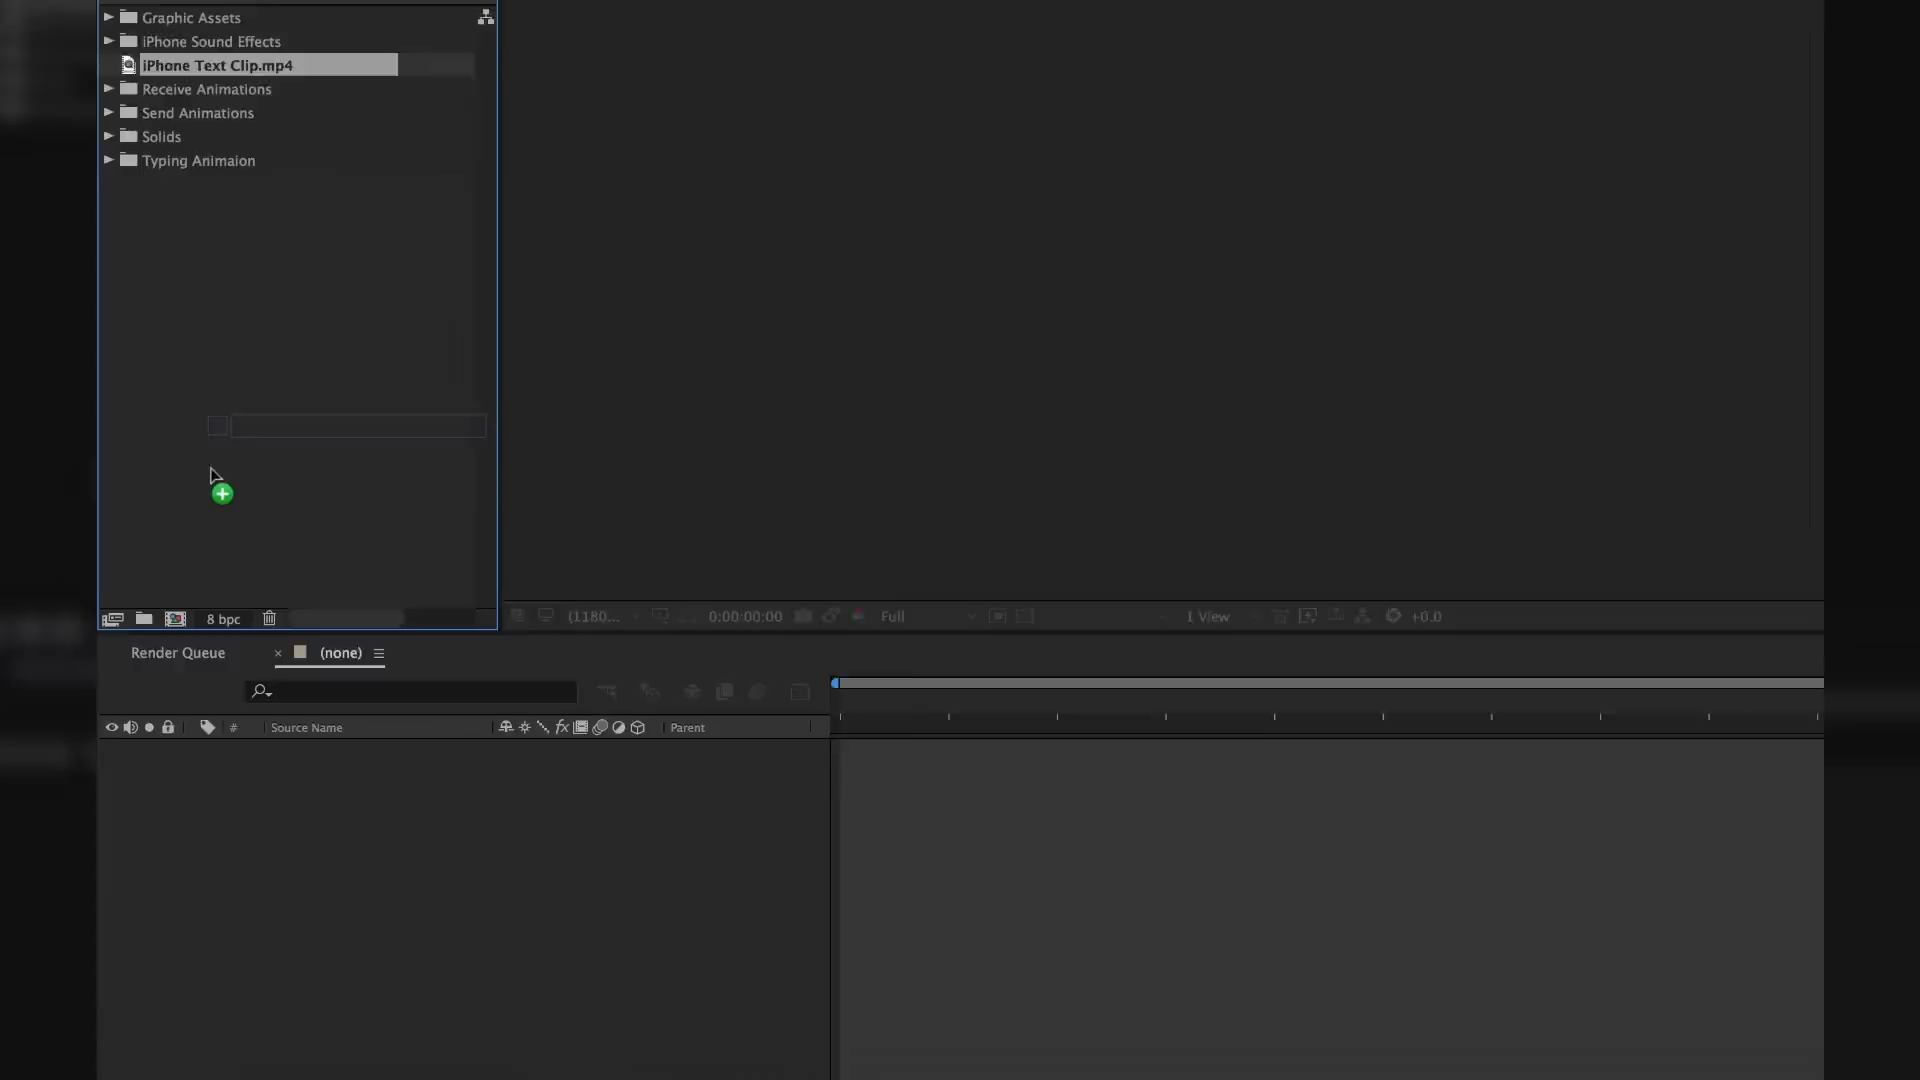 Graphic Assets
iPhone Sound Effects
iPhone Text Clip.mp4
Receive Animations
Send Animations
Solids
Typing Animaion
8 bpc
(1180...
0:00:00:00
Full
1 View
+0.0
Render Queue
× (none)
# Source Name
fx
Parent